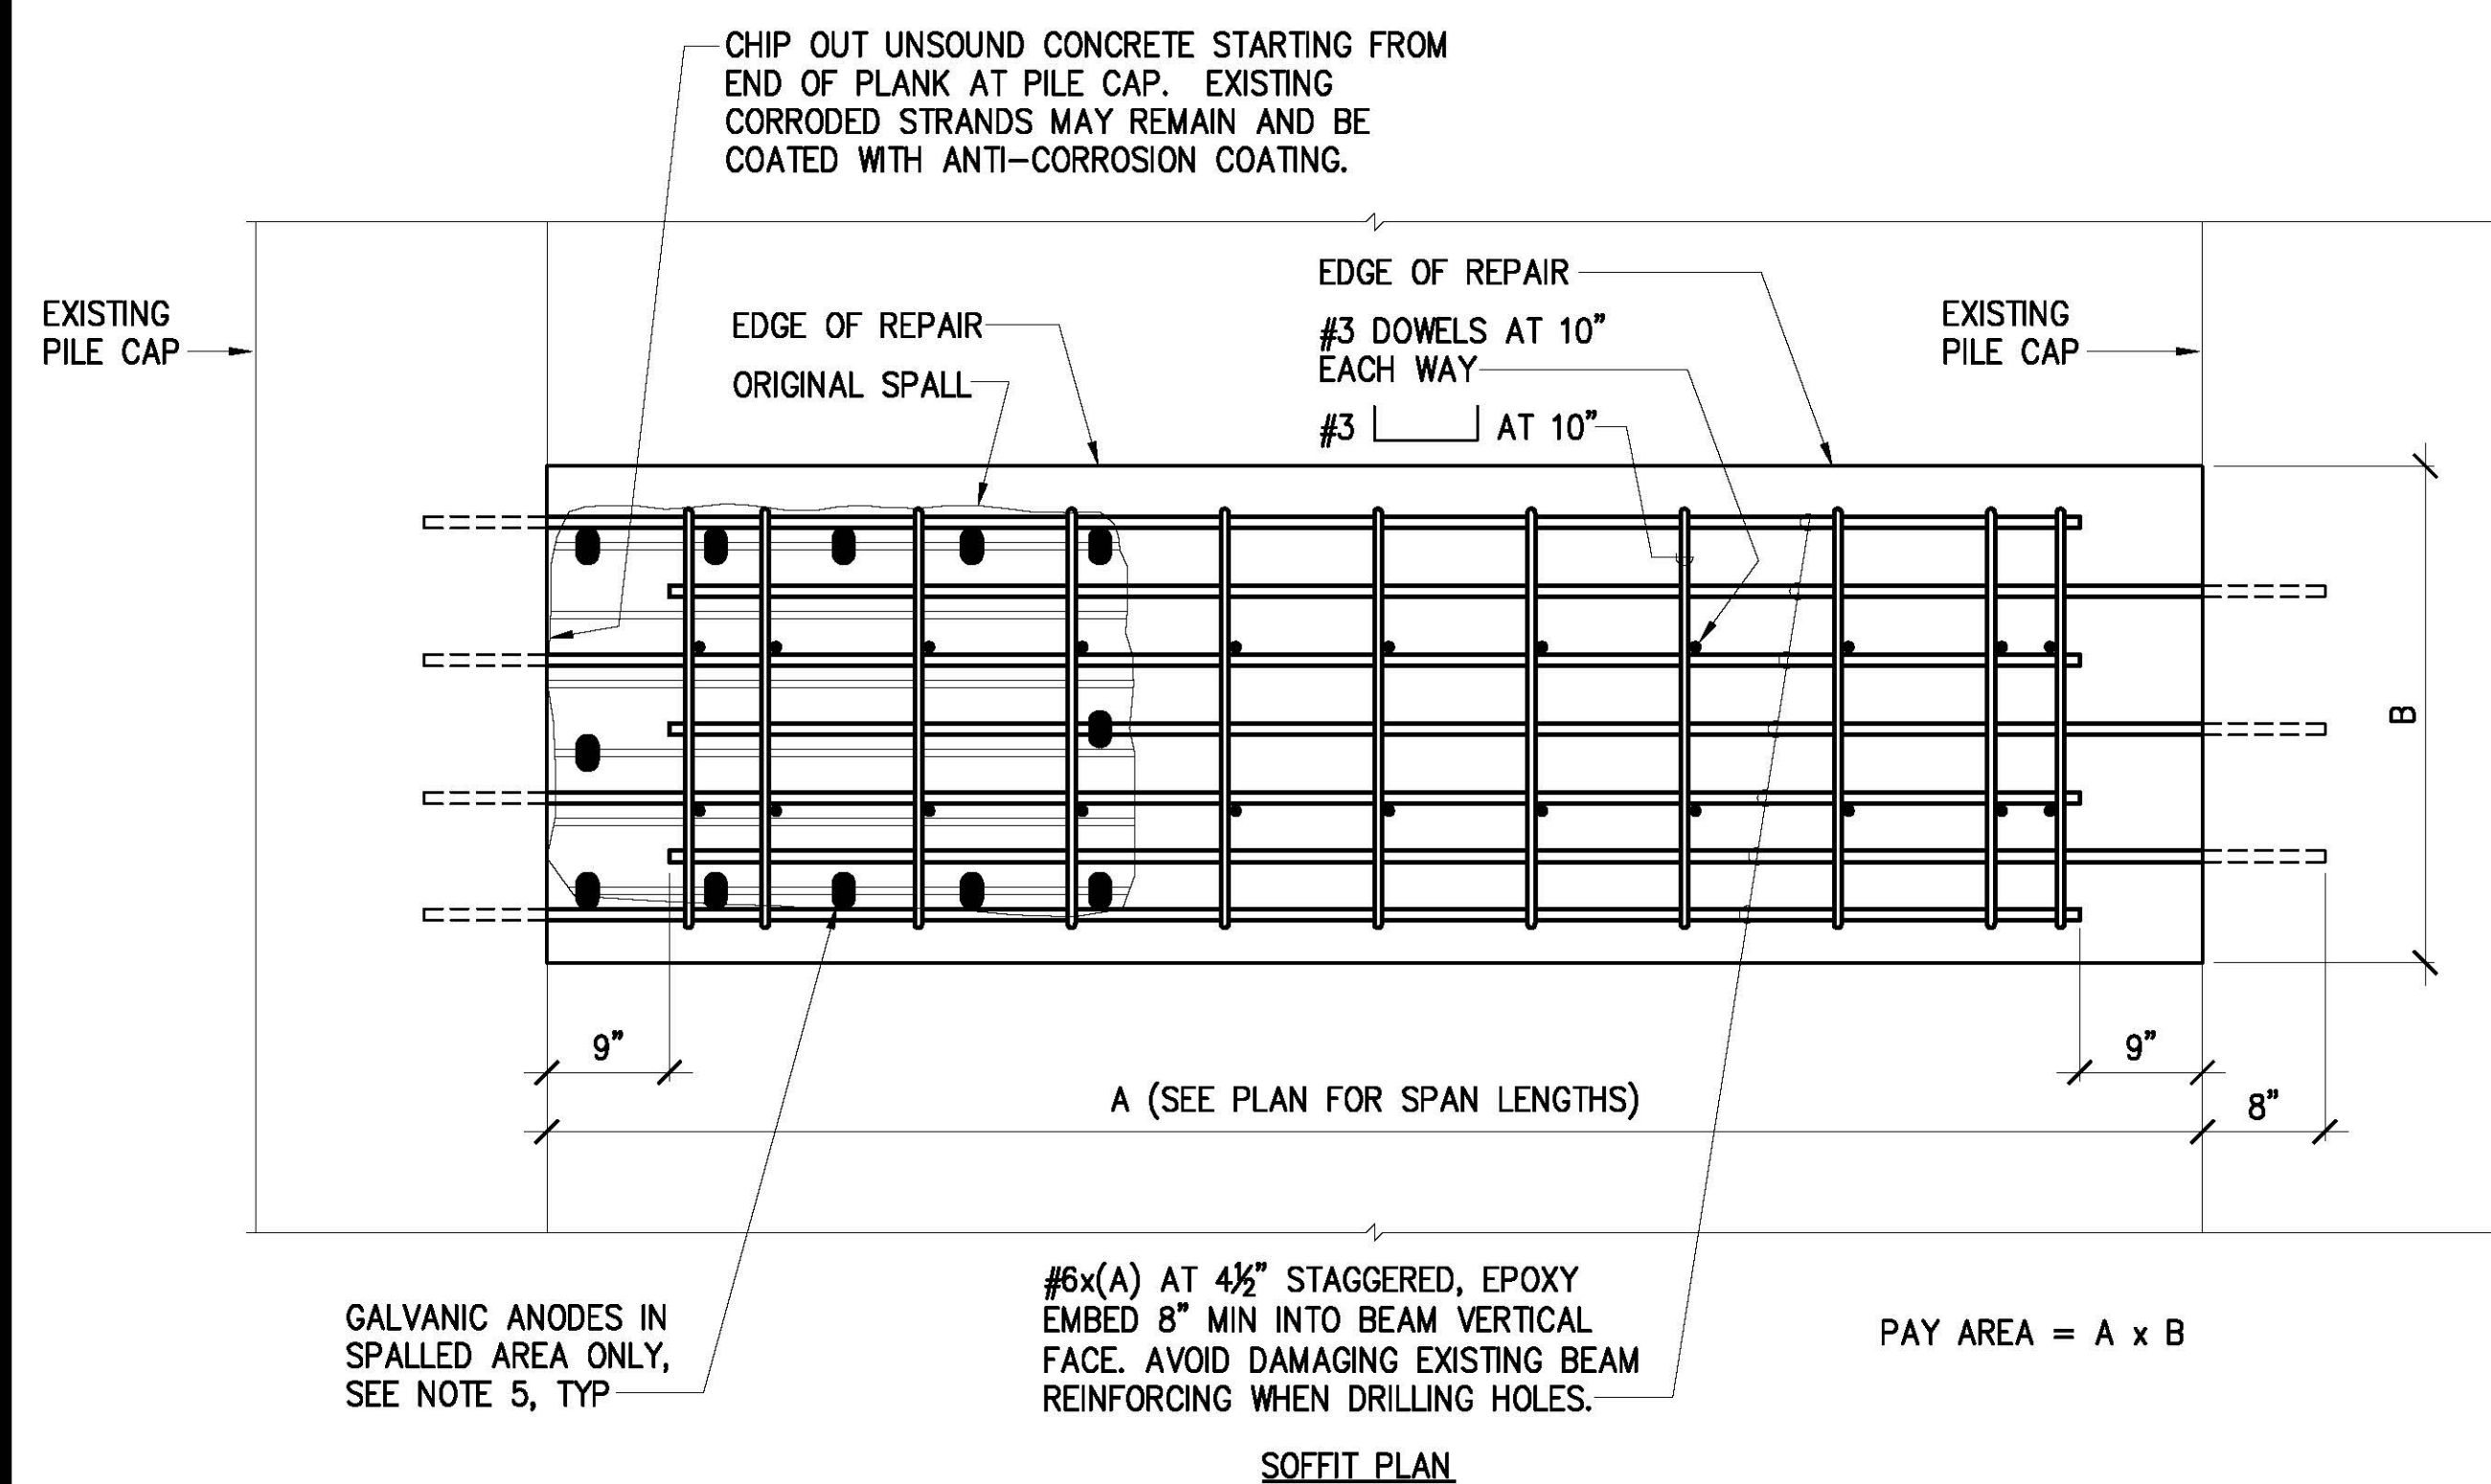 CHIP OUT UNSOUND CONCRETE STARTING FROM
END OF PLANK AT PILE CAP. EXISTING
CORRODED STRANDS MAY REMAIN AND BE
COATED WITH ANTI-CORROSION COATING.
EXISTING
PILE CAP
EDGE OF REPAIR
ORIGINAL SPALL
EDGE OF REPAIR
#3 DOWELS AT 10"
EACH WAY
#3 AT 10"
EXISTING
PILE CAP
B
9"
9"
A (SEE PLAN FOR SPAN LENGTHS)
8"
GALVANIC ANODES IN
SPALLED AREA ONLY,
SEE NOTE 5, TYP
#6x(A) AT 4½" STAGGERED, EPOXY
EMBED 8" MIN INTO BEAM VERTICAL
FACE. AVOID DAMAGING EXISTING BEAM
REINFORCING WHEN DRILLING HOLES.
PAY AREA = A x B
SOFFIT PLAN